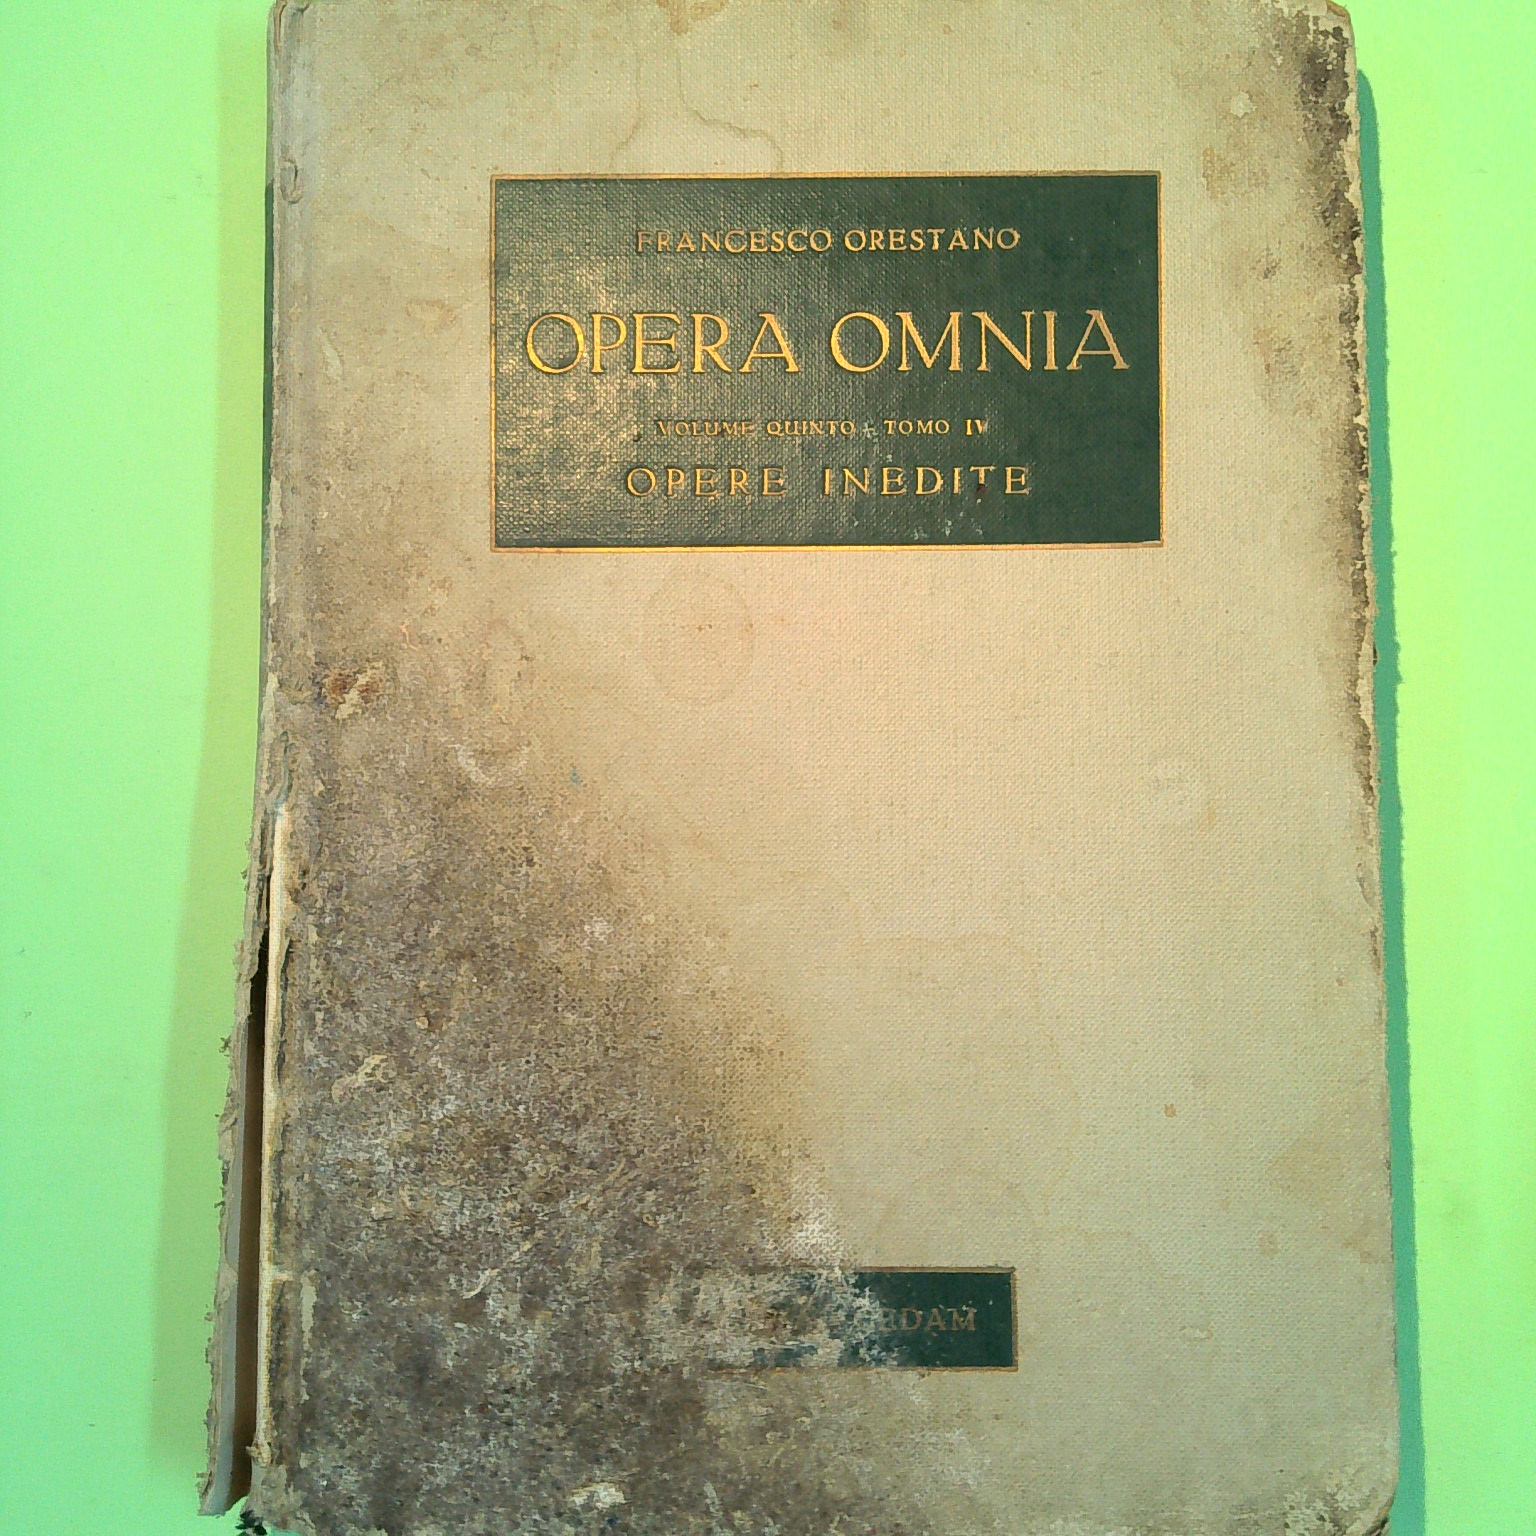 FRANCESCO ORESTANO
OPERA OMNIA
VOLUME QUINTO - TOMO IV
OPERE INEDITE